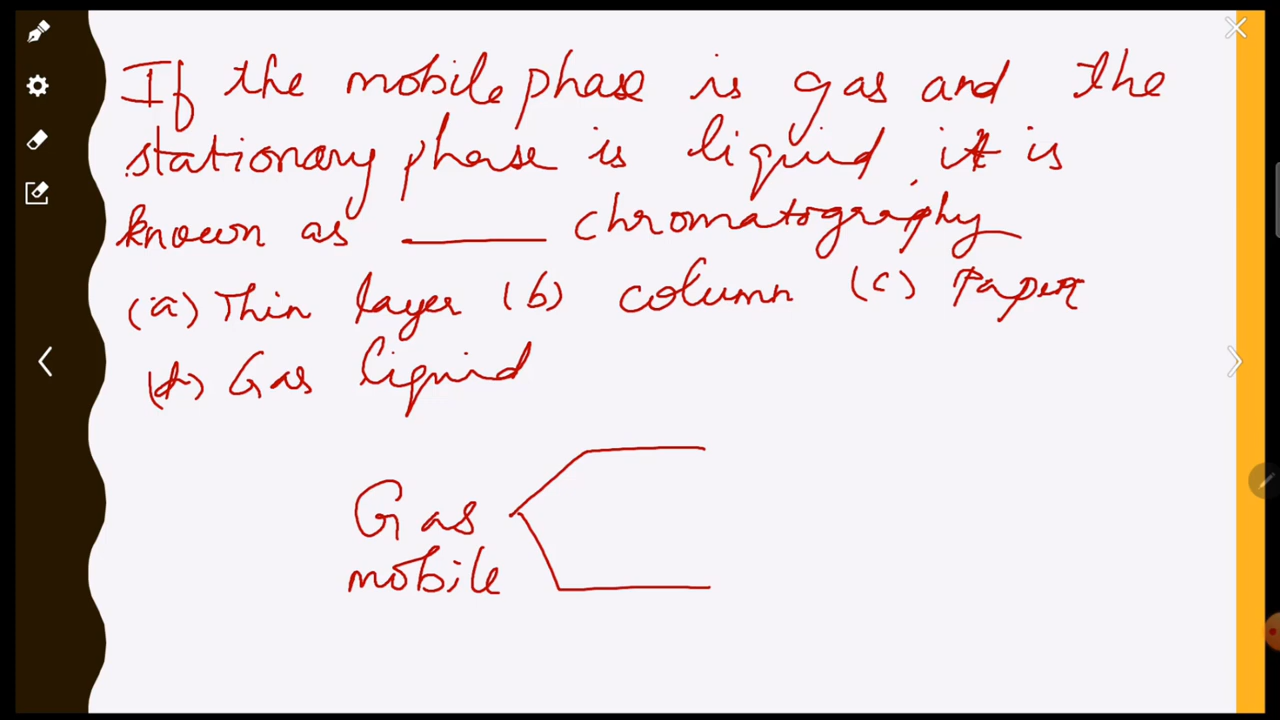 If the mobile phase is gas and the
stationary phase is liquid it is
known as ______ chromatography
(a) Thin layer (b) column (c) Paper
(d) Gas liquid
Gas
mobile